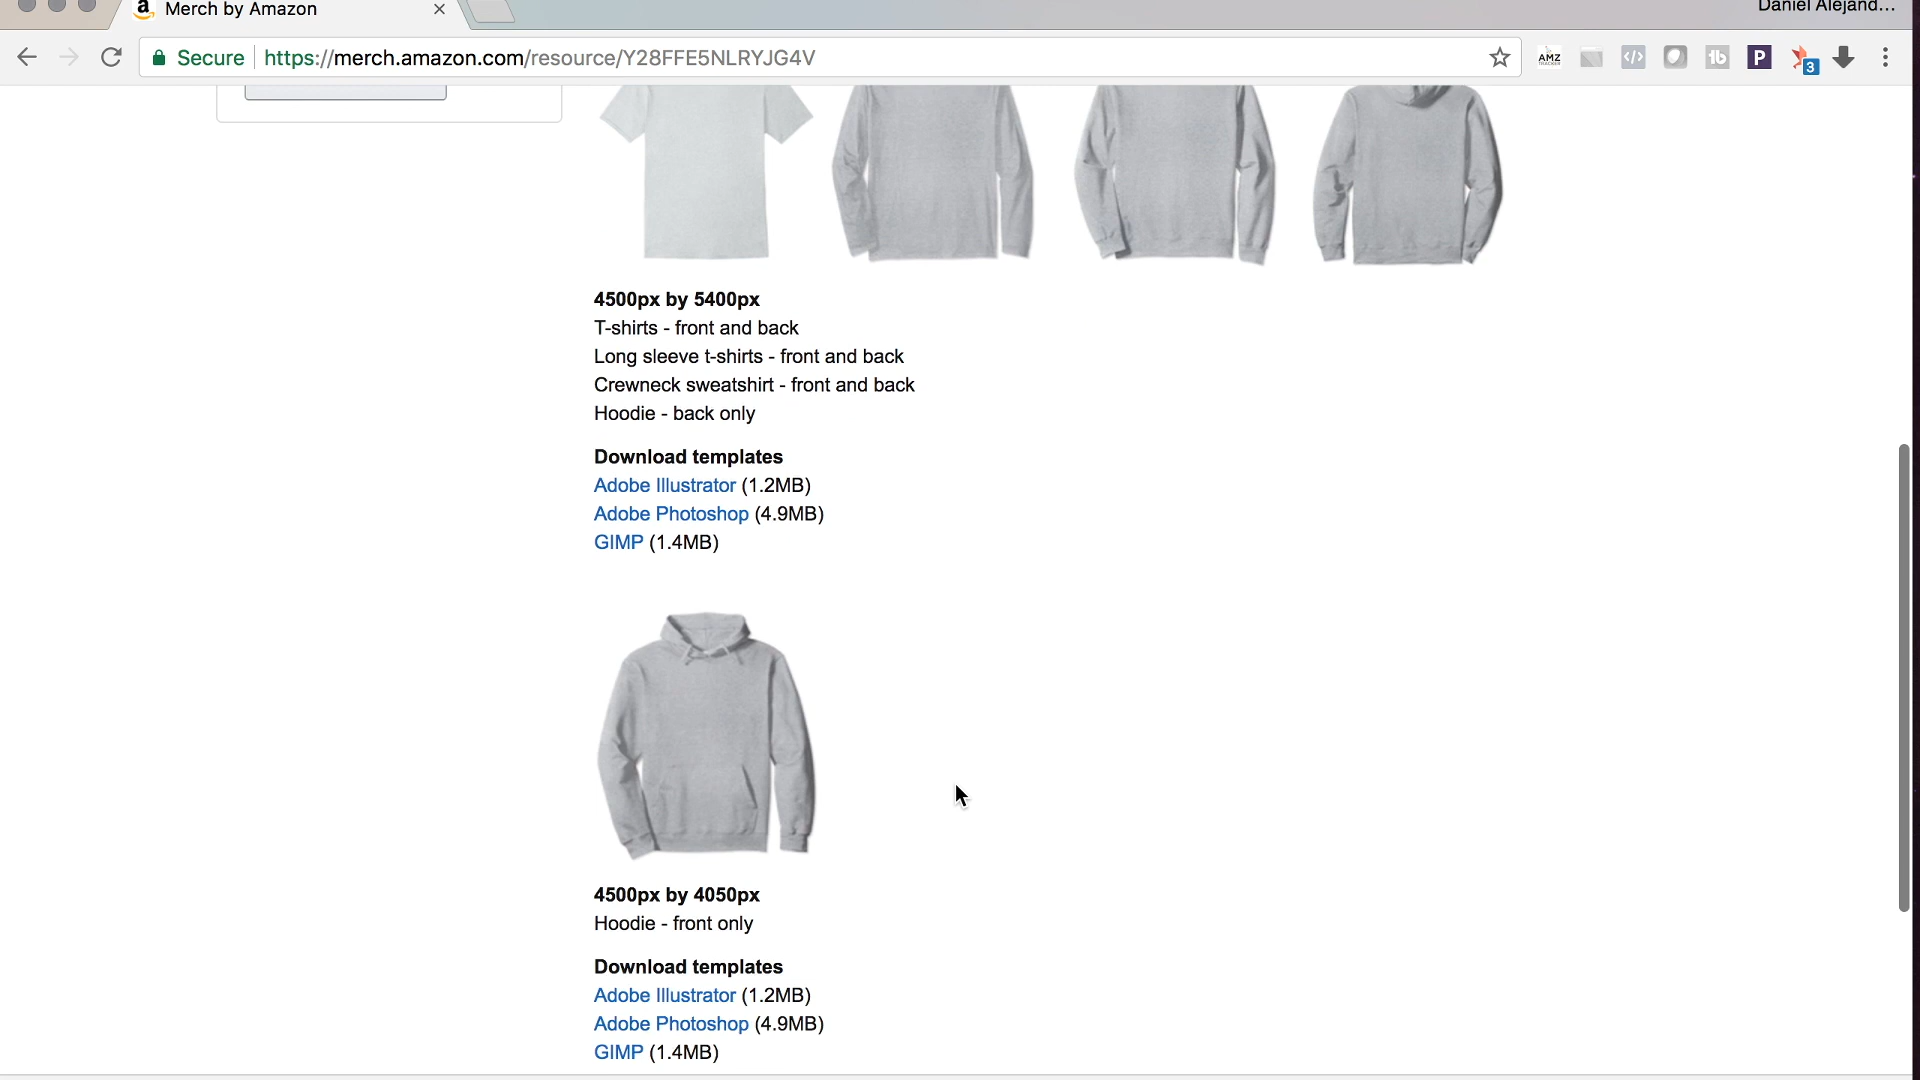 Merch by Amazon
Daniel Alejand...
Secure
https://merch.amazon.com/resource/Y28FFE5NLRYJG4V
AMZ
P
3
4500px by 5400px
T-shirts - front and back
Long sleeve t-shirts - front and back
Crewneck sweatshirt - front and back
Hoodie - back only
Download templates
Adobe Illustrator (1.2MB)
Adobe Photoshop (4.9MB)
GIMP (1.4MB)
4500px by 4050px
Hoodie - front only
Download templates
Adobe Illustrator (1.2MB)
Adobe Photoshop (4.9MB)
GIMP (1.4MB)